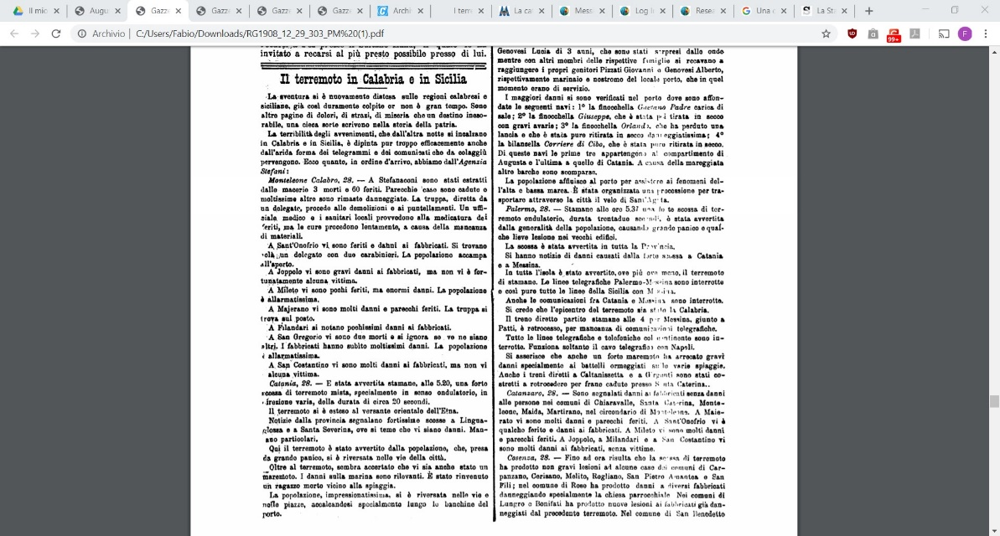 Il mio
Augu
Gazze
Gazze
Gazze
Gazze
Archi
I tem
La ca
Mess
Log I
Resea
Una c
La Sta
Archivio | C:/Users/Fabio/Downloads/RG1908_12_29_303_PM%20(1).pdf
99+
F
invitato a recarsi al più presto possibile presso di lui.
Il terremoto in Calabria e in Sicilia
La sventura si è nuovamente distesa sulle regioni calabresi e
siciliane, già così duramente colpite or non è gran tempo. Sono
altre pagine di dolori, di strazi, di miseria che un destino ineso-
rabile, una cieca sorte scrivono nella storia della patria.
La terribilità degli avvenimenti, che dall'altra notte si incalzano
in Calabria e in Sicilia, è dipinta pur troppo efficacemente anche
dall'arida forma dei telegrammi e dei comunicati che da colaggiù
pervengono. Ecco quanto, in ordine d'arrivo, abbiamo dall'Agenzia
Stefani:
Monteleone Calabro, 28. — A Stefanaconi sono stati estratti
dalle macerie 3 morti e 60 feriti. Parecchie case sono cadute e
moltissime altre sono rimaste danneggiate. La truppa, diretta da
un delegato, procede alle demolizioni e ai puntellamenti. Un uffi-
siale medico e i sanitari locali provvedono alla medicatura dei
feriti, ma le cure procedono lentamente, a causa della mancanza
di materiali.
A Sant'Onofrio vi sono feriti e danni ai fabbricati. Si trovano
colà un delegato con due carabinieri. La popolazione accampa
all'aperto.
A Joppolo vi sono gravi danni ai fabbricati, ma non vi è for-
tunatamente alcuna vittima.
A Mileto vi sono pochi feriti, ma enormi danni. La popolazione
è allarmatissima.
A Majerano vi sono molti danni e parecchi feriti. La truppa si
trova sul posto.
A Filandari si notano pochissimi danni ai fabbricati.
A San Gregorio vi sono due morti e si ignora se ve ne siano
altri. I fabbricati hanno subìto moltissimi danni. La popolazione
è allarmatissima.
A San Costantino vi sono molti danni ai fabbricati, ma non vi
alcuna vittima.
Catania, 28. — E stata avvertita stamane, alle 5.20, una forte
scossa di terremoto mista, specialmente in senso ondulatorio, in
direzione varia, della durata di circa 20 secondi.
Il terremoto si è esteso al versante orientale dell'Etna.
Notizie dalla provincia segnalano fortissime scosse a Lingua-
glossa e a Santa Severina, ove si teme che vi siano danni. Man-
ano particolari.
Qui il terremoto è stato avvertito dalla popolazione, che, presa
da grande panico, si è riversata nelle vie della città.
Oltre al terremoto, sembra accertato che vi sia anche stato un
maremoto. I danni sulla marina sono rilevanti. È stato rinvenuto
un ragazzo morto vicino alla spiaggia.
La popolazione, impressionatissima, si è riversata nelle vie e
nelle piazze, accalcandosi specialmente lungo le banchine del
porto.
Genovesi Lucia di 3 anni, che sono stati sorpresi dalle onde
mentre con altri membri delle rispettive famiglie si recavano a
raggiungere i propri genitori Pizzati Giovanni e Genovesi Alberto,
rispettivamente marinaio e nostromo del locale porto, che in quel
momento erano di servizio.
I maggiori danni si sono verificati nel porto dove sono affon-
date le seguenti navi: 1° la finocchella Gaetano Padre carica di
sale; 2° la finocchella Giuseppe, che è stata poi tirata in secco
con gravi avarie; 3° la finocchella Orlando, che ha perduto una
lancia e che è stata pure ritirata in secco danneggiatissima; 4°
la bilancella Corriere di Cibo, che è stata pure ritirata in secco.
Di queste navi le prime tre appartengono al compartimento di
Augusta e l'ultima a quello di Catania. A causa della mareggiata
altre barche sono scomparse.
La popolazione affluisce al porto per assistere ai fenomeni del-
l'alta e bassa marea. È stata organizzata una processione per tra-
sportare attraverso la città il velo di Sant'Agata.
Palermo, 28. — Stamane alle ore 5.37 una forte scossa di ter-
remoto ondulatorio, durata trentadue secondi, è stata avvertita
dalla generalità della popolazione, causando grande panico e qual-
che lieve lesione nei vecchi edifici.
La scossa è stata avvertita in tutta la Provincia.
Si hanno notizie di danni causati dalla forte scossa a Catania
e a Messina.
In tutta l'isola è stato avvertito, ove più ove meno, il terremoto
di stamane. Le linee telegrafiche Palermo-Messina sono interrotte
e così pure tutte le linee della Sicilia con Messina.
Anche le comunicazioni fra Catania e Messina sono interrotte.
Si crede che l'epicentro del terremoto sia stato la Calabria.
Il treno diretto partito stamane alle 4 per Messina, giunto a
Patti, è retrocesso, per mancanza di comunicazioni telegrafiche.
Tutte le linee telegrafiche e telefoniche col continente sono in-
terrotte. Funziona soltanto il cavo telegrafico con Napoli.
Si asserisce che anche un forte maremoto ha arrecato gravi
danni specialmente ai battelli ormeggiati sulle varie spiaggie.
Anche i treni diretti a Caltanissetta e a Girgenti sono stati co-
stretti a retrocedere per frane cadute presso Santa Caterina..
Catanzaro, 28. — Sono segnalati danni ai fabbricati senza danni
alle persone nei comuni di Chiaravalle, Santa Caterina, Monte-
leone, Maida, Martirano, nel circondario di Monteleone. A Maie-
rato vi sono molti danni e parecchi feriti. A Sant'Onofrio vi è
qualche ferito e danni ai fabbricati. A Mileto vi sono molti danni
e parecchi feriti. A Joppolo, a Milandari e a San Costantino vi
sono molti danni ai fabbricati, senza vittime.
Cosenza, 28. — Fino ad ora risulta che la scossa di terremoto
ha prodotto non gravi lesioni ad alcune case dei comuni di Car-
panzano, Cerisano, Melito, Rogliano, San Pietro Amantea e San
Fili; nel comune di Rose ha prodotto danni a diversi fabbricati
danneggiando specialmente la chiesa parrocchiale Nei comuni di
Lungro e Bonifati ha prodotto nuove lesioni ai fabbricati già dan-
neggiati dal precedente terremoto. Nel comune di San Benedetto